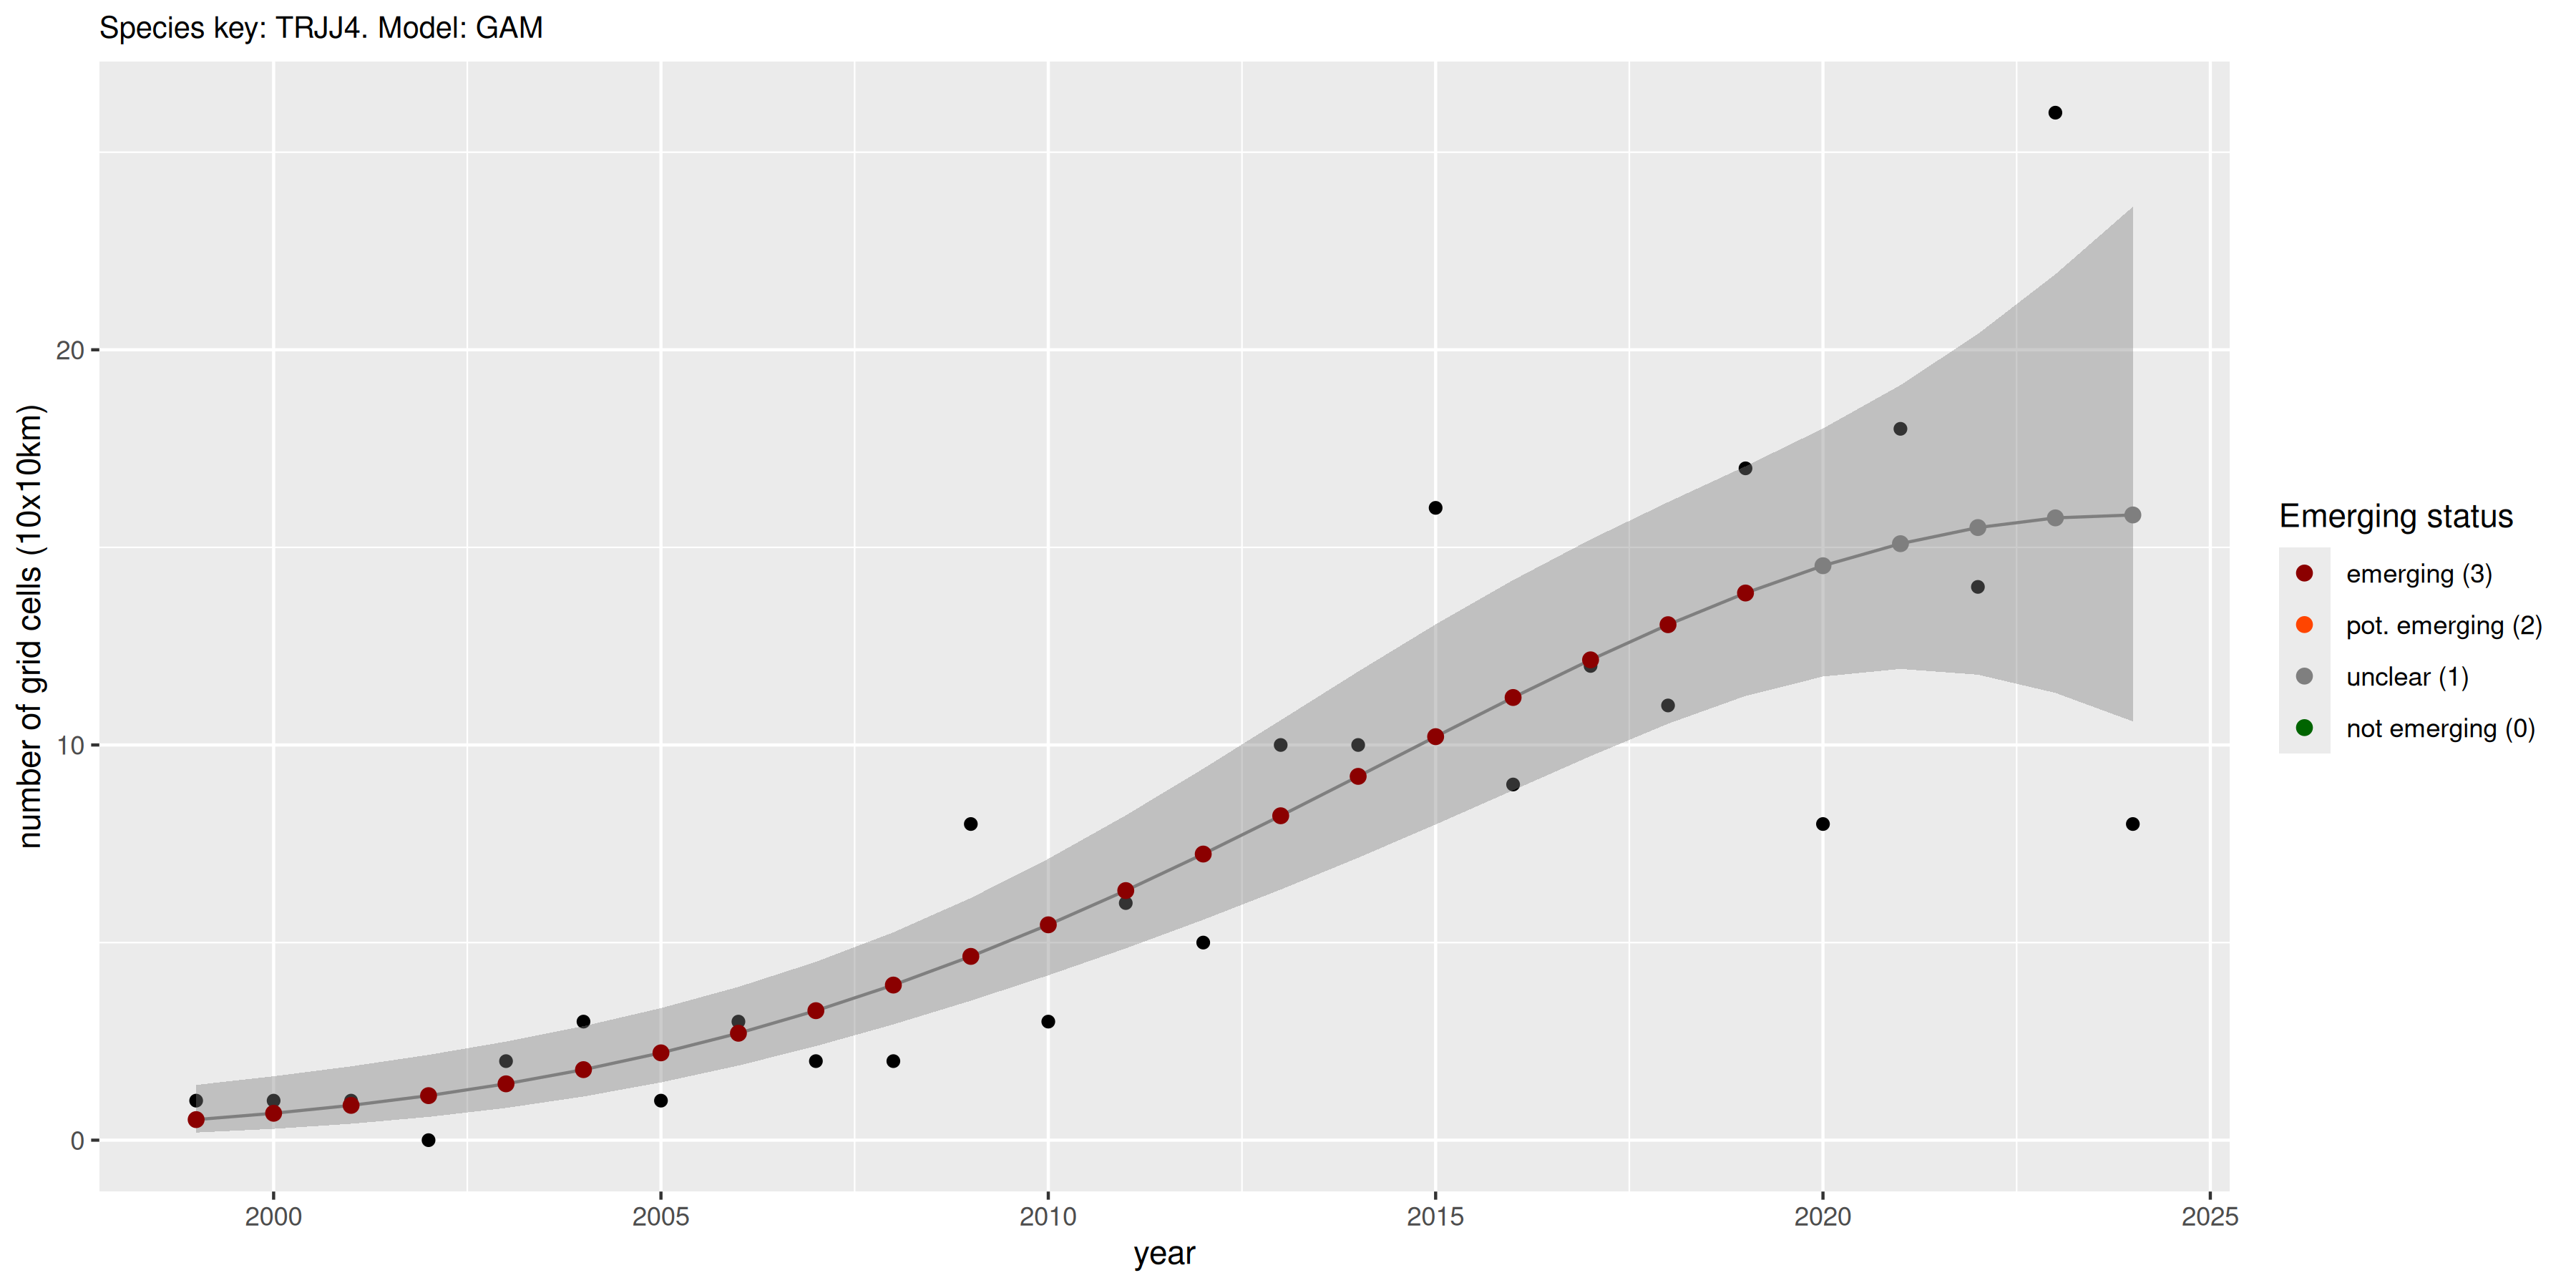 Species key: TRJJ4. Model: GAM
number of grid cells (10x10km)
20
10
0
2000
2005
2010
2015
2020
2025
year
Emerging status
emerging (3)
pot. emerging (2)
unclear (1)
not emerging (0)